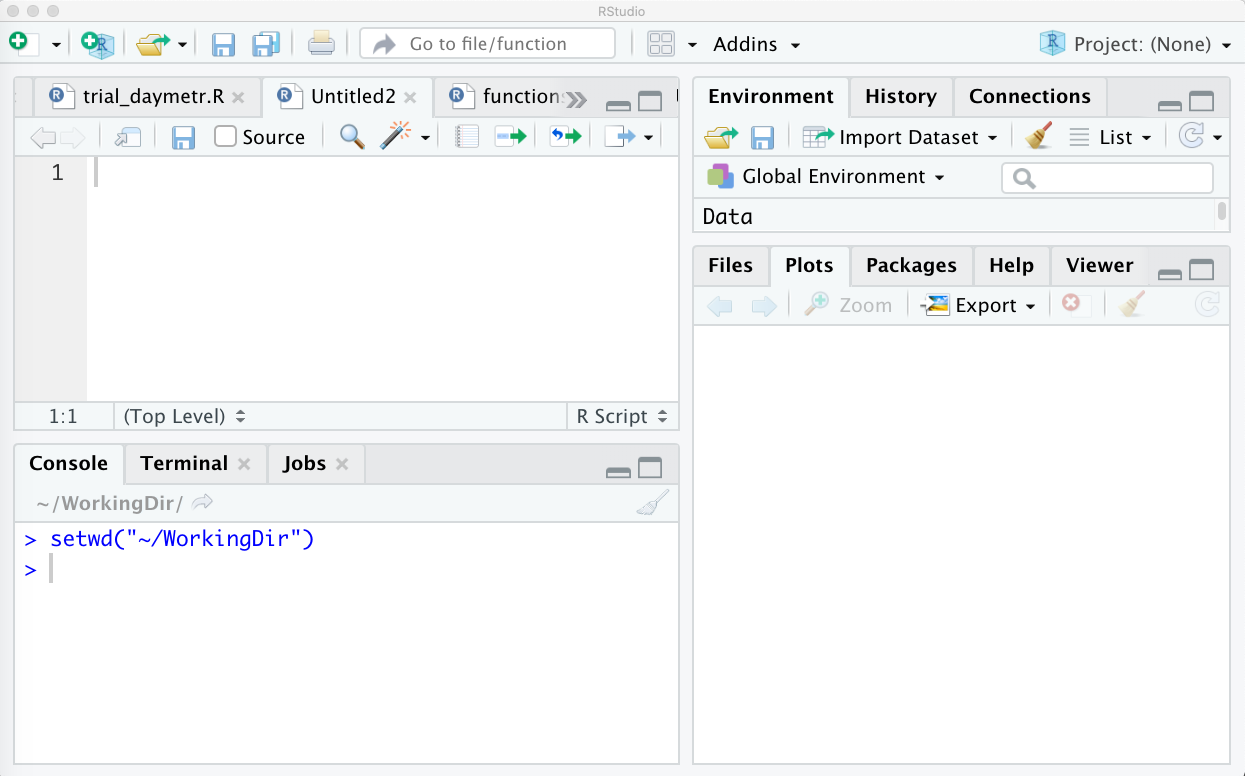 RStudio
Go to file/function
Addins
Project: (None)
trial_daymetr.R
Untitled2
functions
Source
1
1:1
(Top Level)
R Script
Console
Terminal
Jobs
~/WorkingDir/
> setwd("~/WorkingDir")
>
Environment
History
Connections
Import Dataset
List
Global Environment
Data
Files
Plots
Packages
Help
Viewer
Zoom
Export